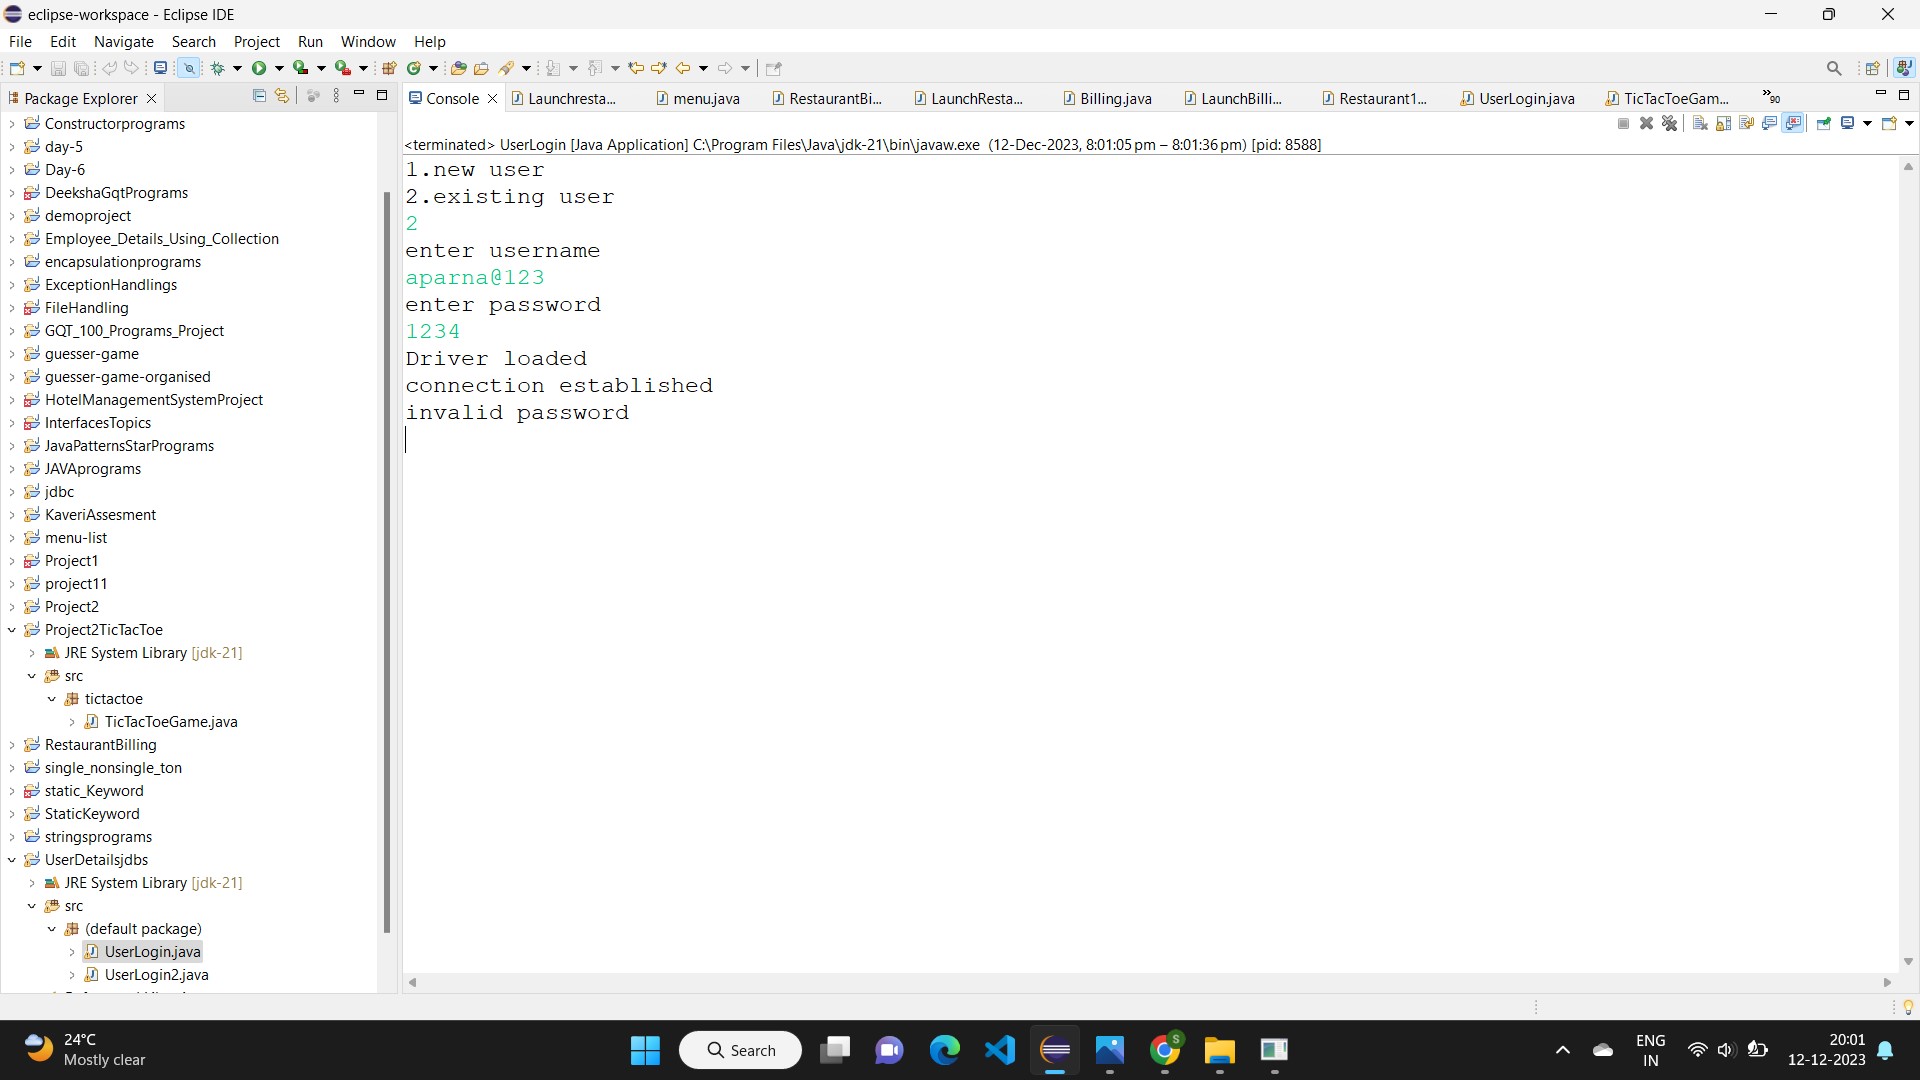 eclipse-workspace - Eclipse IDE
File Edit Navigate Search Project Run Window Help
Package Explorer
Constructorprograms
day-5
Day-6
DeekshaGqtPrograms
demoproject
Employee_Details_Using_Collection
encapsulationprograms
ExceptionHandlings
FileHandling
GQT_100_Programs_Project
guesser-game
guesser-game-organised
HotelManagementSystemProject
InterfacesTopics
JavaPatternsStarPrograms
JAVAprograms
jdbc
KaveriAssesment
menu-list
Project1
project11
Project2
Project2TicTacToe
JRE System Library [jdk-21]
src
tictactoe
TicTacToeGame.java
RestaurantBilling
single_nonsingle_ton
static_Keyword
StaticKeyword
stringsprograms
UserDetailsjdbs
JRE System Library [jdk-21]
src
(default package)
UserLogin.java
UserLogin2.java
Console Launchresta... menu.java RestaurantBi... LaunchResta... Billing.java LaunchBilli... Restaurant1... UserLogin.java TicTacToeGam... »90
<terminated> UserLogin [Java Application] C:\Program Files\Java\jdk-21\bin\javaw.exe (12-Dec-2023, 8:01:05 pm – 8:01:36 pm) [pid: 8588]
1.new user
2.existing user
2
enter username
aparna@123
enter password
1234
Driver loaded
connection established
invalid password
24°C
Mostly clear
Search
S
ENG
IN
20:01
12-12-2023